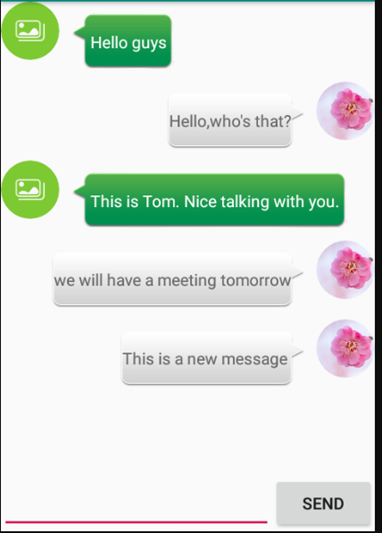 Hello guys
Hello,who's that?
This is Tom. Nice talking with you.
we will have a meeting tomorrow
This is a new message
SEND